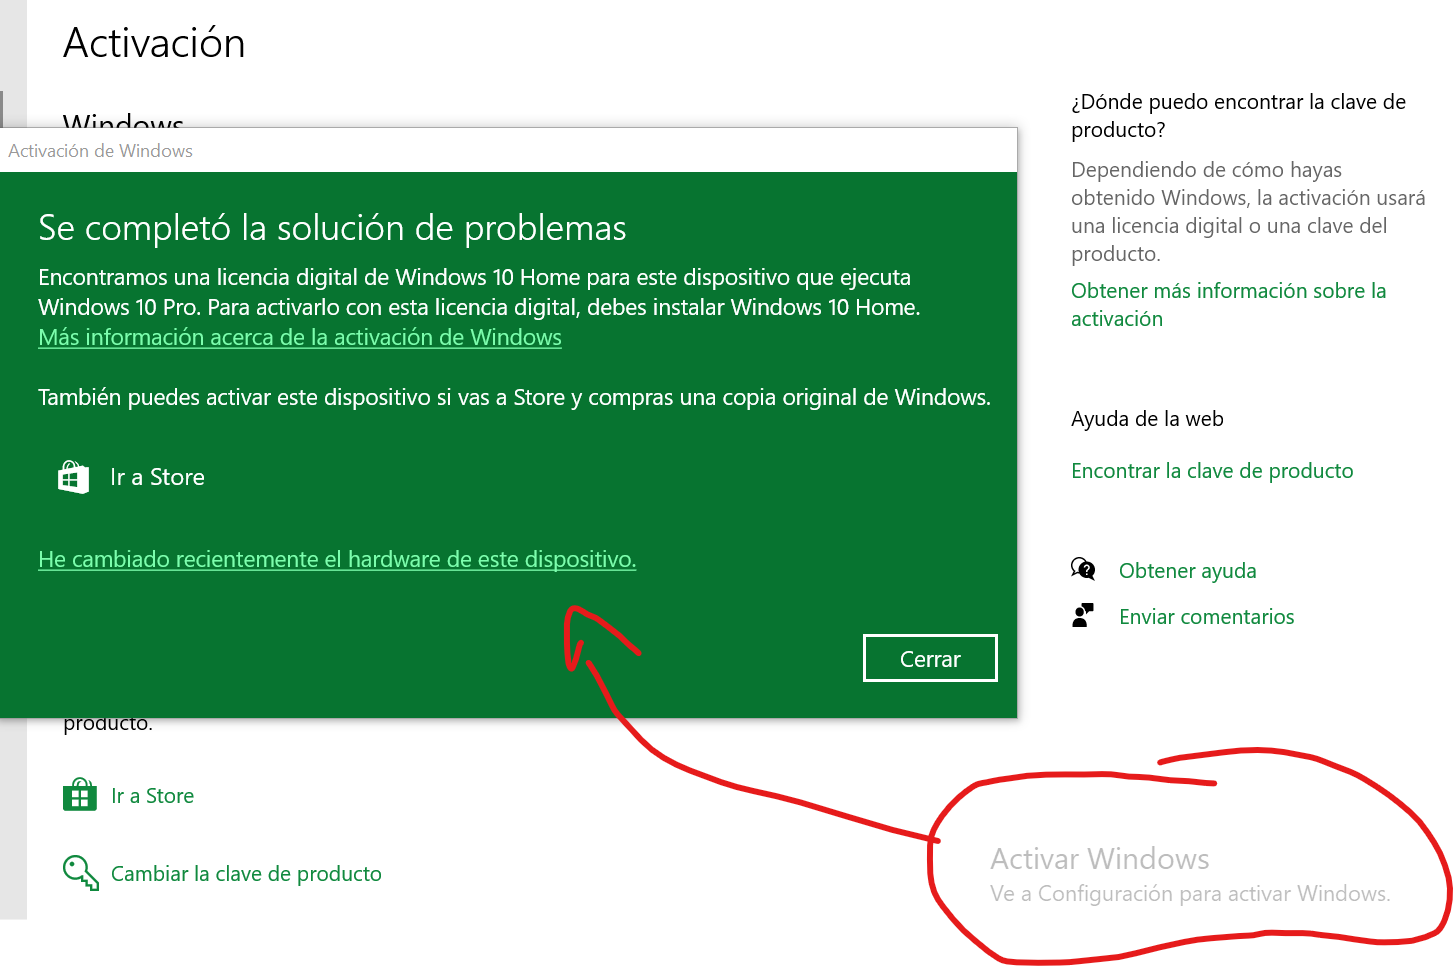 Activación
Windows
Activación de Windows
Se completó la solución de problemas
Encontramos una licencia digital de Windows 10 Home para este dispositivo que ejecuta
Windows 10 Pro. Para activarlo con esta licencia digital, debes instalar Windows 10 Home.
Más información acerca de la activación de Windows
También puedes activar este dispositivo si vas a Store y compras una copia original de Windows.
Ir a Store
He cambiado recientemente el hardware de este dispositivo.
Cerrar
producto.
Ir a Store
Cambiar la clave de producto
¿Dónde puedo encontrar la clave de
producto?
Dependiendo de cómo hayas
obtenido Windows, la activación usará
una licencia digital o una clave del
producto.
Obtener más información sobre la
activación
Ayuda de la web
Encontrar la clave de producto
Obtener ayuda
Enviar comentarios
Activar Windows
Ve a Configuración para activar Windows.